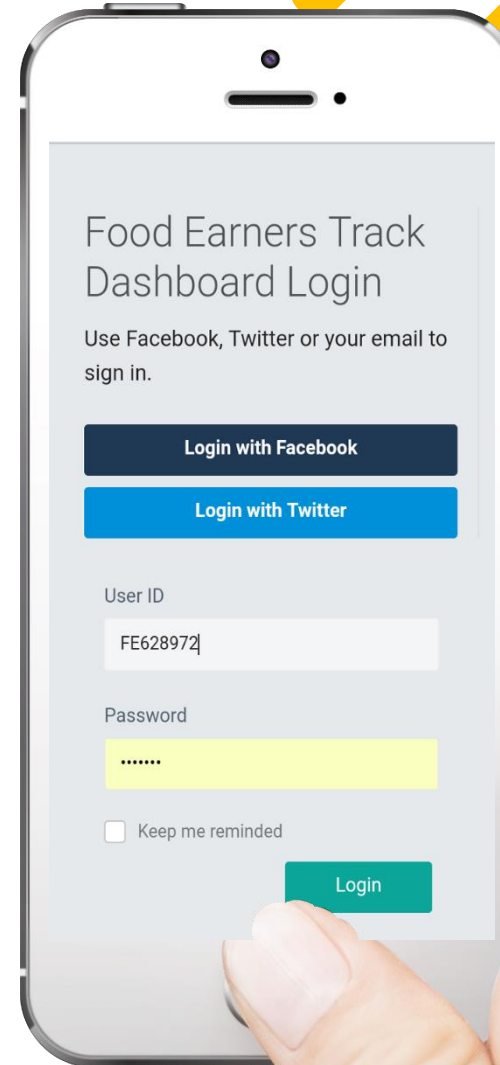 Food Earners Track
Dashboard Login
Use Facebook, Twitter or your email to
sign in.
Login with Facebook
Login with Twitter
User ID
FE628972
Password
•••••••
Keep me reminded
Login